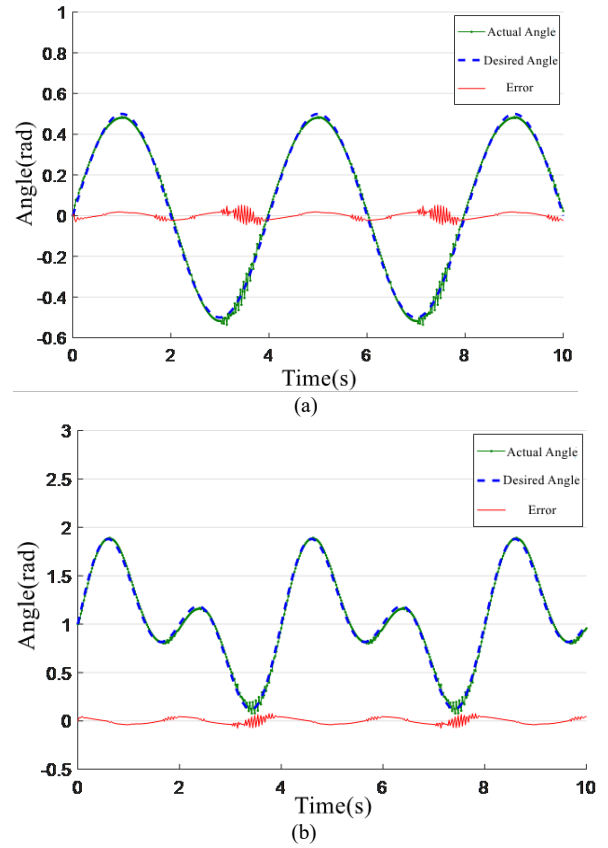 1
0.8
0.6
0.4
0.2
0
-0.2
-0.4
-0.6
Angle(rad)
Actual Angle
Desired Angle
Error
0 2 4 6 8 10
Time(s)
(a)
3
2.5
2
1.5
1
0.5
0
-0.5
Angle(rad)
Actual Angle
Desired Angle
Error
0 2 4 6 8 10
Time(s)
(b)